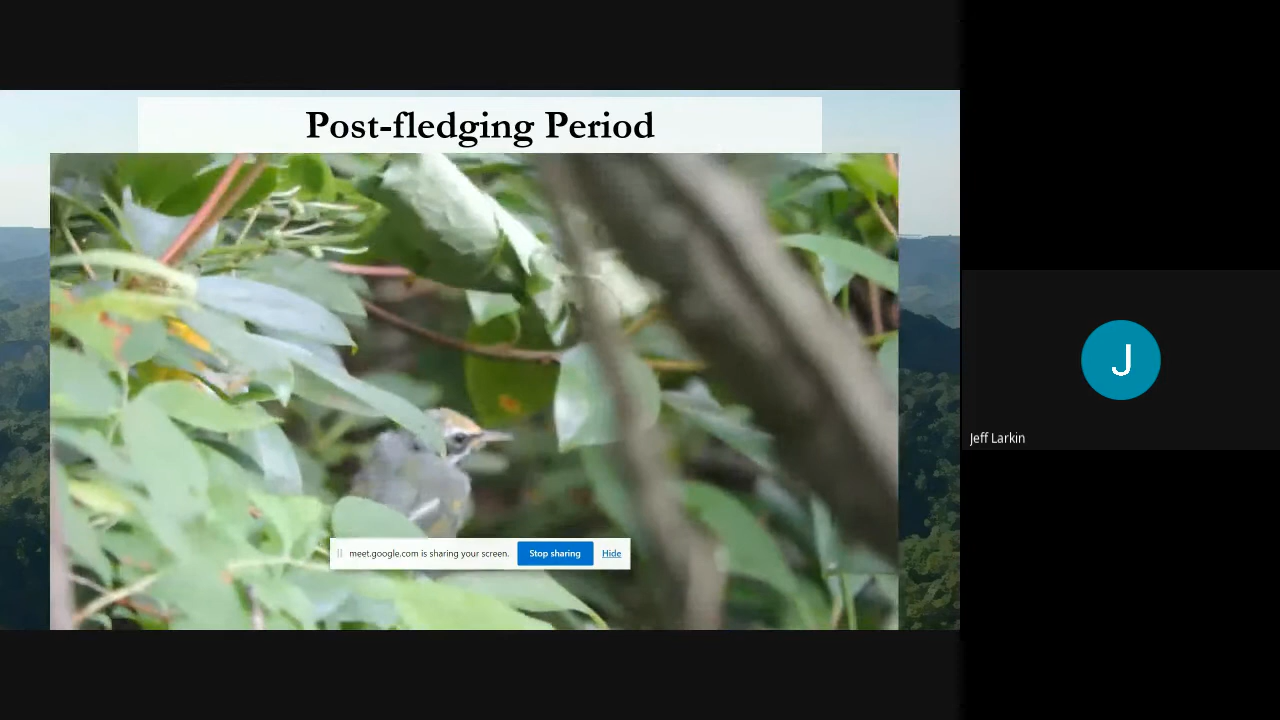 Post-fledging Period
meet.google.com is sharing your screen. Stop sharing Hide
J
Jeff Larkin